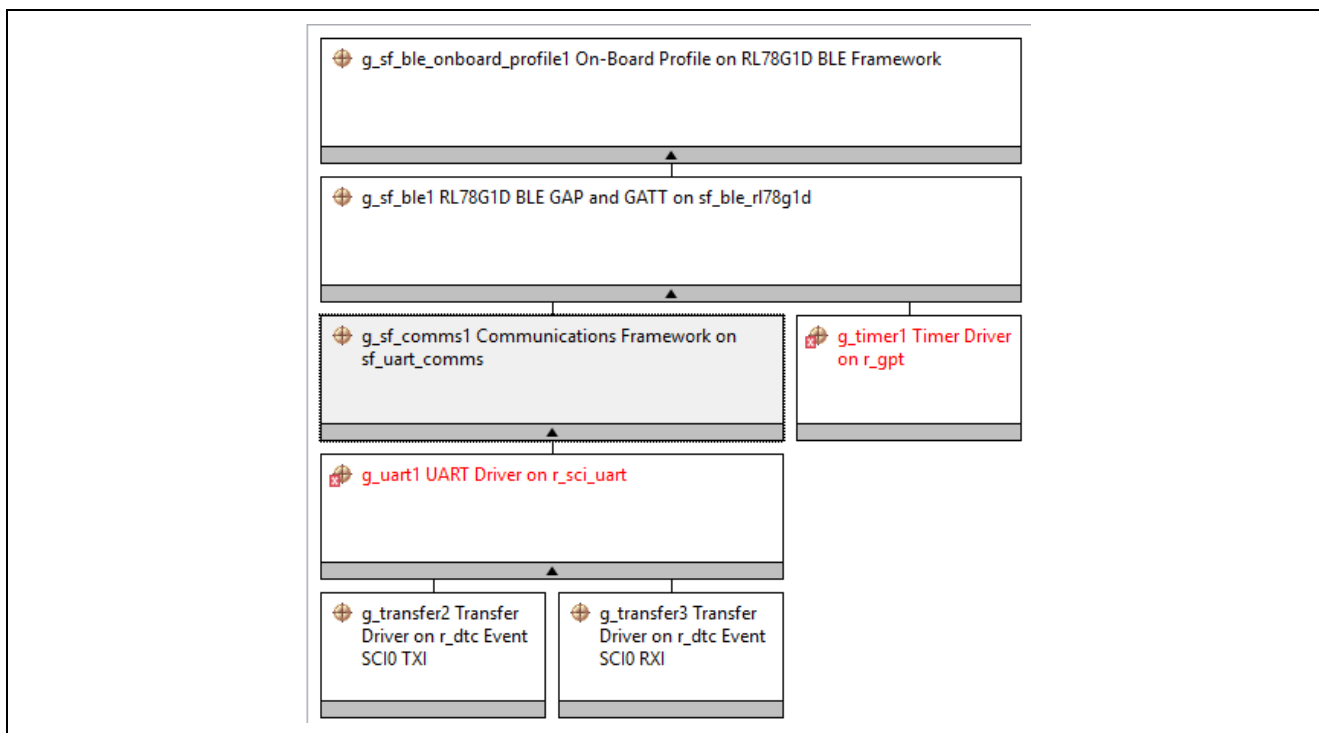 g_sf_ble_onboard_profile1 On-Board Profile on RL78G1D BLE Framework
g_sf_ble1 RL78G1D BLE GAP and GATT on sf_ble_rl78g1d
g_sf_comms1 Communications Framework on
sf_uart_comms
g_timer1 Timer Driver
on r_gpt
g_uart1 UART Driver on r_sci_uart
g_transfer2 Transfer
Driver on r_dtc Event
SCI0 TXI
g_transfer3 Transfer
Driver on r_dtc Event
SCI0 RXI